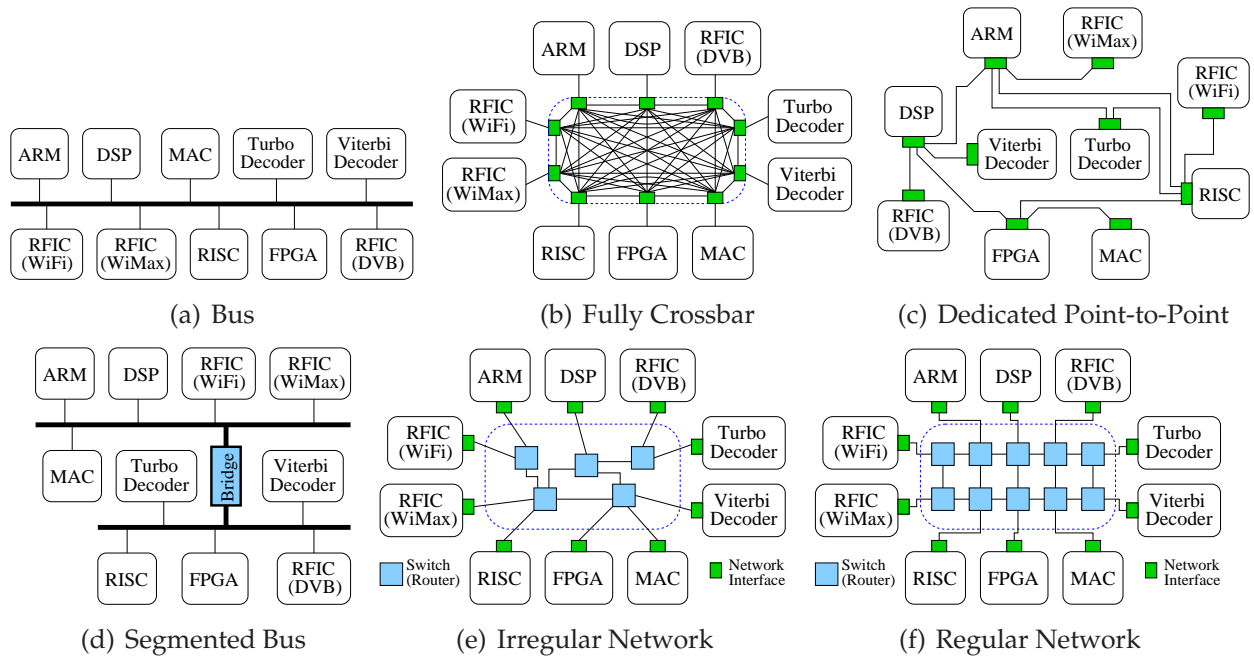 ARM
DSP
MAC
Turbo
Decoder
Viterbi
Decoder
RFIC
(WiFi)
RFIC
(WiMax)
RISC
FPGA
RFIC
(DVB)
(a) Bus
ARM
DSP
RFIC
(DVB)
RFIC
(WiFi)
Turbo
Decoder
RFIC
(WiMax)
Viterbi
Decoder
RISC
FPGA
MAC
(b) Fully Crossbar
ARM
RFIC
(WiMax)
RFIC
(WiFi)
DSP
Viterbi
Decoder
Turbo
Decoder
RISC
RFIC
(DVB)
FPGA
MAC
(c) Dedicated Point-to-Point
ARM
DSP
RFIC
(WiFi)
RFIC
(WiMax)
MAC
Turbo
Decoder
Bridge
Viterbi
Decoder
RISC
FPGA
RFIC
(DVB)
(d) Segmented Bus
ARM
DSP
RFIC
(DVB)
RFIC
(WiFi)
Turbo
Decoder
RFIC
(WiMax)
Viterbi
Decoder
Switch
(Router)
RISC
FPGA
MAC
Network
Interface
(e) Irregular Network
ARM
DSP
RFIC
(DVB)
RFIC
(WiFi)
Turbo
Decoder
RFIC
(WiMax)
Viterbi
Decoder
Switch
(Router)
RISC
FPGA
MAC
Network
Interface
(f) Regular Network